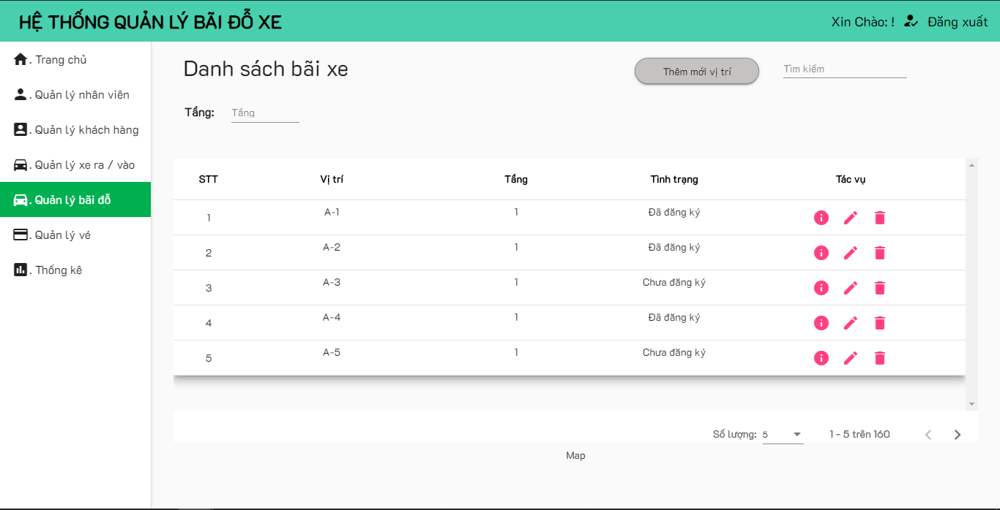 HỆ THỐNG QUẢN LÝ BÃI ĐỖ XE
Xin Chào: ! Đăng xuất
. Trang chủ
. Quản lý nhân viên
. Quản lý khách hàng
. Quản lý xe ra / vào
. Quản lý bãi đỗ
. Quản lý vé
. Thống kê
Danh sách bãi xe
Thêm mới vị trí
Tìm kiếm
Tầng: Tầng
STT Vị trí Tầng Tình trạng Tác vụ
1 A-1 1 Đã đăng ký
2 A-2 1 Đã đăng ký
3 A-3 1 Chưa đăng ký
4 A-4 1 Đã đăng ký
5 A-5 1 Chưa đăng ký
Số lượng: 5 1 - 5 trên 160
Map